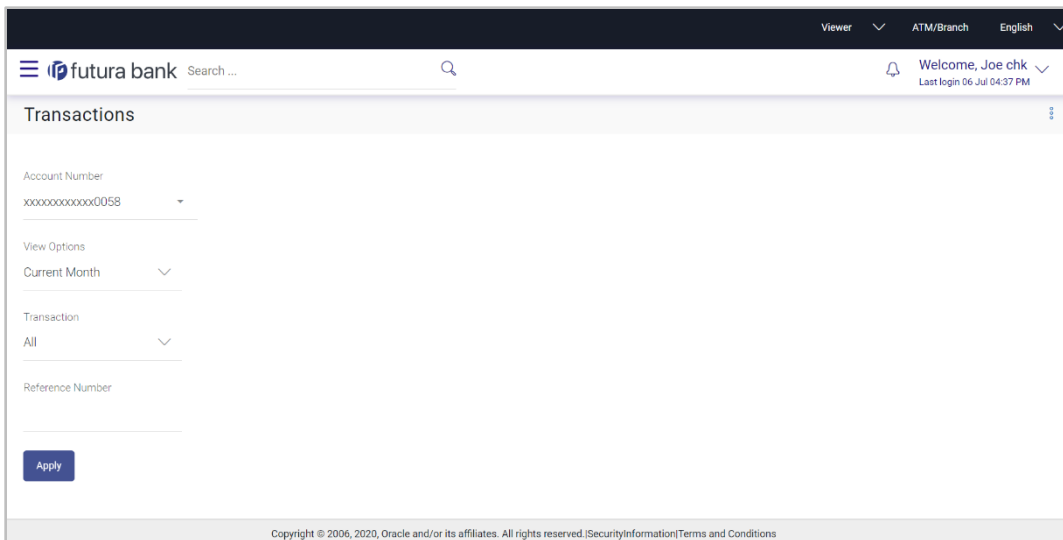 Viewer ATM/Branch English
futura bank Search ... Welcome, Joe chk
Last login 06 Jul 04:37 PM
Transactions
Account Number
xxxxxxxxxxxx0058
View Options
Current Month
Transaction
All
Reference Number
Apply
Copyright © 2006, 2020, Oracle and/or its affiliates. All rights reserved.|SecurityInformation|Terms and Conditions